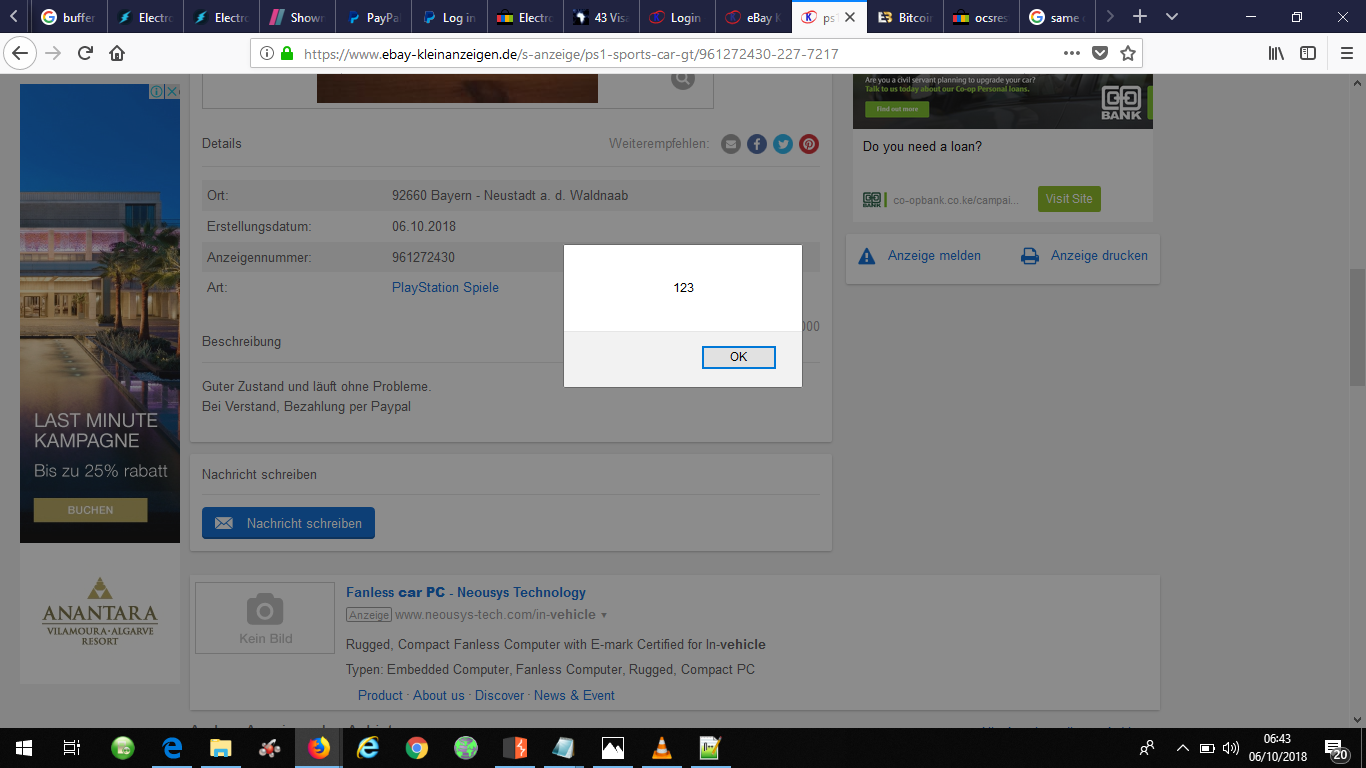 buffer
Electro
Electro
Shown
PayPal
Log in
Electro
43 Visa
Login
eBay K
ps1
Bitcoin
ocsres
same o
https://www.ebay-kleinanzeigen.de/s-anzeige/ps1-sports-car-gt/961272430-227-7217
Are you a civil servant planning to upgrade your car?
Talk to us today about our Co-op Personal loans.
Find out more
BANK
Do you need a loan?
co-opbank.co.ke/campai...
Visit Site
Anzeige melden
Anzeige drucken
Details
Weiterempfehlen:
Ort:
92660 Bayern - Neustadt a. d. Waldnaab
Erstellungsdatum:
06.10.2018
Anzeigennummer:
961272430
Art:
PlayStation Spiele
000
Beschreibung
Guter Zustand und läuft ohne Probleme.
Bei Verstand, Bezahlung per Paypal
123
OK
Nachricht schreiben
Nachricht schreiben
LAST MINUTE
KAMPAGNE
Bis zu 25% rabatt
BUCHEN
ANANTARA
VILAMOURA · ALGARVE
RESORT
Kein Bild
Fanless car PC - Neousys Technology
Anzeige www.neousys-tech.com/in-vehicle
Rugged, Compact Fanless Computer with E-mark Certified for In-vehicle
Typen: Embedded Computer, Fanless Computer, Rugged, Compact PC
Product · About us · Discover · News & Event
06:43
06/10/2018
20